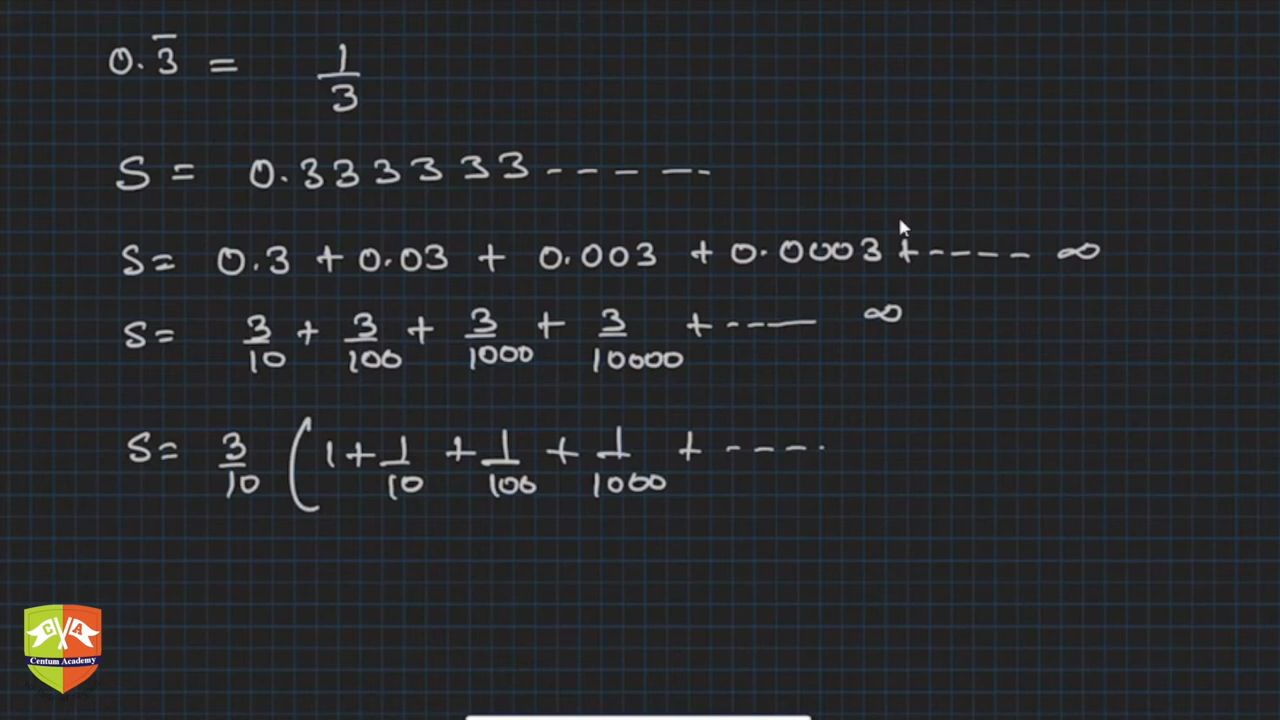 0.3̅ = 1/3
S = 0.333333------
S = 0.3 + 0.03 + 0.003 + 0.0003 + ---- ∞
S = 3/10 + 3/100 + 3/1000 + 3/10000 + ---- ∞
S = 3/10 (1 + 1/10 + 1/100 + 1/1000 + ----
C A
Centum Academy